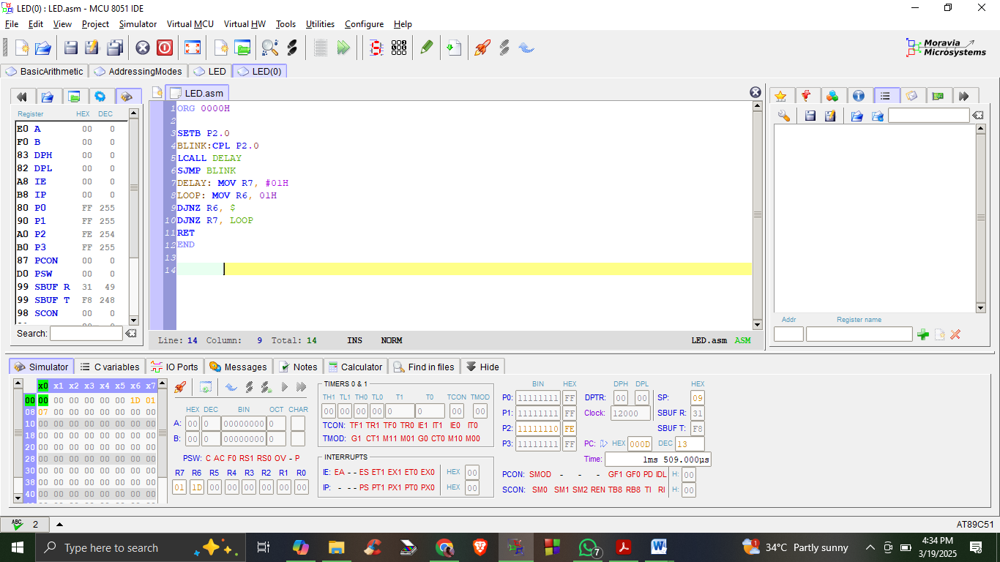 LED(0) : LED.asm - MCU 8051 IDE
File Edit View Project Simulator Virtual MCU Virtual HW Tools Utilities Configure Help
Moravia Microsystems
BasicArithmetic AddressingModes LED LED(0)
LED.asm
Register HEX DEC
E0 A 00 0
F0 B 00 0
83 DPH 00 0
82 DPL 00 0
A8 IE 00 0
B8 IP 00 0
80 P0 FF 255
90 P1 FF 255
A0 P2 FE 254
B0 P3 FF 255
87 PCON 00 0
D0 PSW 00 0
99 SBUF R 31 49
99 SBUF T F8 248
98 SCON 00 0
Search:
1 ORG 0000H
2
3 SETB P2.0
4 BLINK:CPL P2.0
5 LCALL DELAY
6 SJMP BLINK
7 DELAY: MOV R7, #01H
8 LOOP: MOV R6, 01H
9 DJNZ R6, $
10 DJNZ R7, LOOP
11 RET
12 END
13
14
Line: 14 Column: 9 Total: 14 INS NORM LED.asm ASM
Addr Register name
Simulator C variables IO Ports Messages Notes Calculator Find in files Hide
x0 x1 x2 x3 x4 x5 x6 x7
00 00 00 00 00 00 00 1D 01
08 07 00 00 00 00 00 00 00
10 00 00 00 00 00 00 00 00
18 00 00 00 00 00 00 00 00
20 00 00 00 00 00 00 00 00
28 00 00 00 00 00 00 00 00
30 00 00 00 00 00 00 00 00
38 00 00 00 00 00 00 00 00
40 00 00 00 00 00 00 00 00
HEX DEC BIN OCT CHAR
A: 00 0 00000000 0
B: 00 0 00000000 0
PSW: C AC F0 RS1 RS0 OV - P
R7 R6 R5 R4 R3 R2 R1 R0
01 1D 00 00 00 00 00 00
TIMERS 0 & 1
TH1 TL1 TH0 TL0 T1 T0 TCON TMOD
00 00 00 00 0 0 00 00
TCON: TF1 TR1 TF0 TR0 IE1 IT1 IE0 IT0
TMOD: G1 CT1 M11 M01 G0 CT0 M10 M00
INTERRUPTS
IE: EA - - ES ET1 EX1 ET0 EX0 HEX 00
IP: - - - PS PT1 PX1 PT0 PX0 HEX 00
BIN HEX
P0: 11111111 FF
P1: 11111111 FF
P2: 11111110 FE
P3: 11111111 FF
DPH DPL HEX
DPTR: 00 00 SP: 09
Clock: 12000 SBUF R: 31
SBUF T: F8
PC: HEX 000D DEC 13
Time: 1ms 509.000µs
PCON: SMOD - - - GF1 GF0 PD IDL H: 00
SCON: SM0 SM1 SM2 REN TB8 RB8 TI RI H: 00
ABC 2 AT89C51
Type here to search
1
7
34°C Partly sunny
4:34 PM
3/19/2025